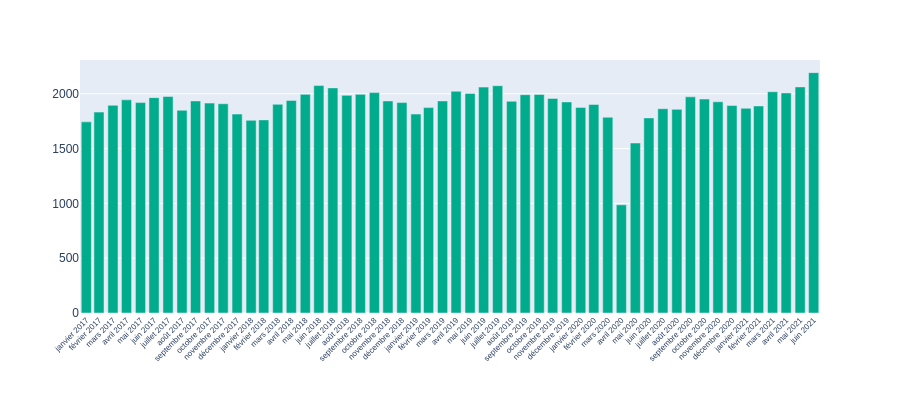 2000
1500
1000
500
0
janvier 2017
février 2017
mars 2017
avril 2017
mai 2017
juin 2017
juillet 2017
août 2017
septembre 2017
octobre 2017
novembre 2017
décembre 2017
janvier 2018
février 2018
mars 2018
avril 2018
mai 2018
juin 2018
juillet 2018
août 2018
septembre 2018
octobre 2018
novembre 2018
décembre 2018
janvier 2019
février 2019
mars 2019
avril 2019
mai 2019
juin 2019
juillet 2019
août 2019
septembre 2019
octobre 2019
novembre 2019
décembre 2019
janvier 2020
février 2020
mars 2020
avril 2020
mai 2020
juin 2020
juillet 2020
août 2020
septembre 2020
octobre 2020
novembre 2020
décembre 2020
janvier 2021
février 2021
mars 2021
avril 2021
mai 2021
juin 2021